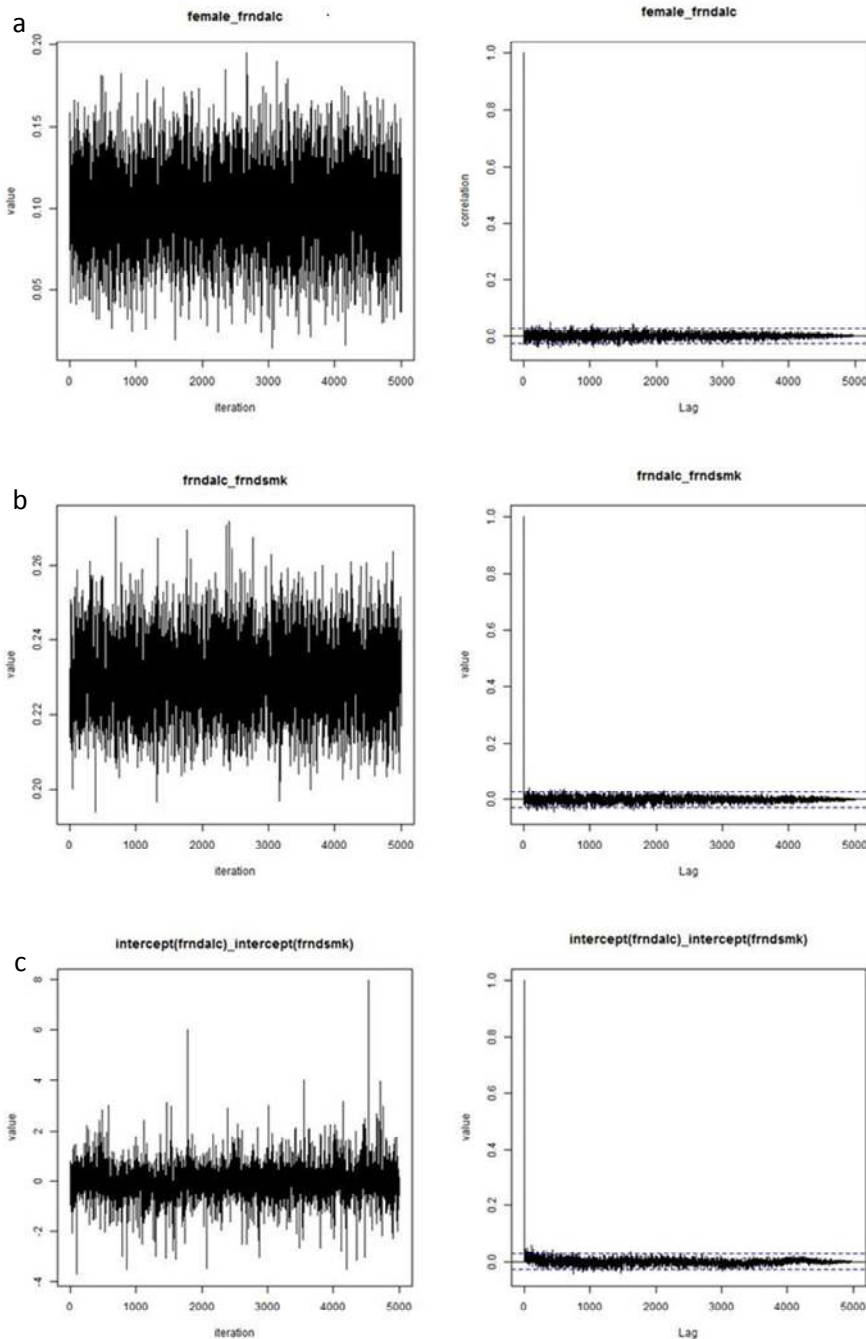 a
female_frndalc
value
0.05 0.10 0.15 0.20
0 1000 2000 3000 4000 5000
iteration
female_frndalc
correlation
0.0 0.2 0.4 0.6 0.8 1.0
0 1000 2000 3000 4000 5000
Lag
b
frndalc_frndsmk
value
0.20 0.22 0.24 0.26
0 1000 2000 3000 4000 5000
iteration
frndalc_frndsmk
value
0.0 0.2 0.4 0.6 0.8 1.0
0 1000 2000 3000 4000 5000
Lag
c
intercept(frndalc)_intercept(frndsmk)
value
-4 -2 0 2 4 6 8
0 1000 2000 3000 4000 5000
iteration
intercept(frndalc)_intercept(frndsmk)
value
0.0 0.2 0.4 0.6 0.8 1.0
0 1000 2000 3000 4000 5000
Lag